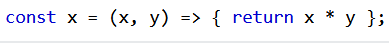 const x = (x, y) => { return x * y };